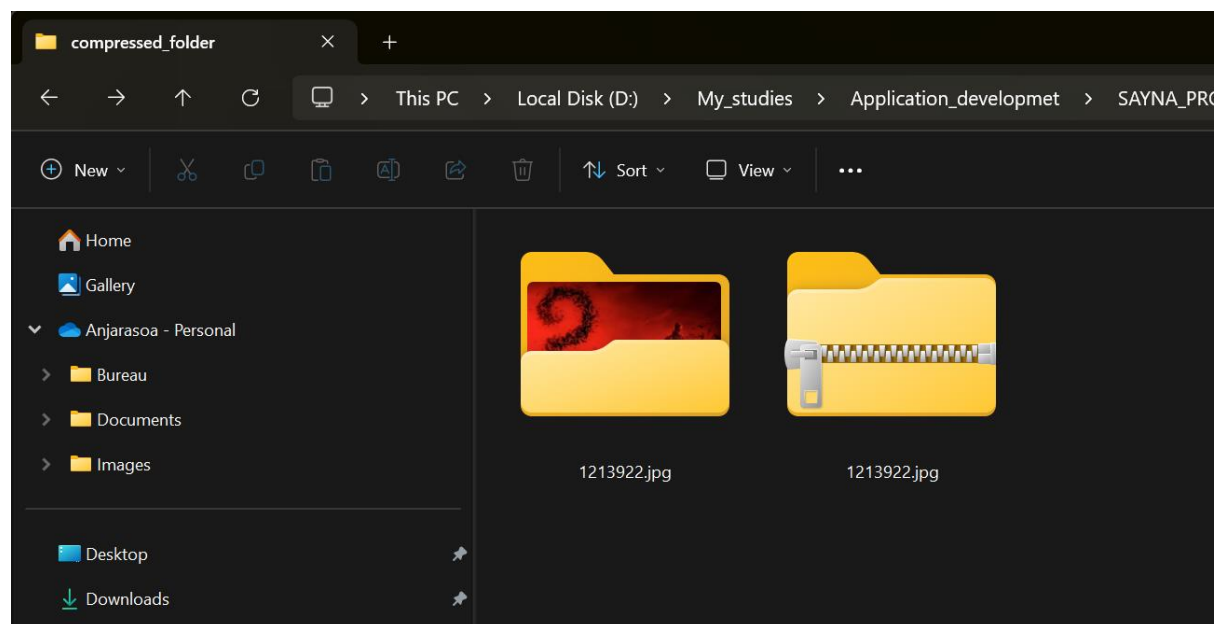 compressed_folder
This PC > Local Disk (D:) > My_studies > Application_developmet > SAYNA_PRO
New
Sort
View
Home
Gallery
Anjarasoa - Personal
Bureau
Documents
Images
Desktop
Downloads
1213922.jpg
1213922.jpg